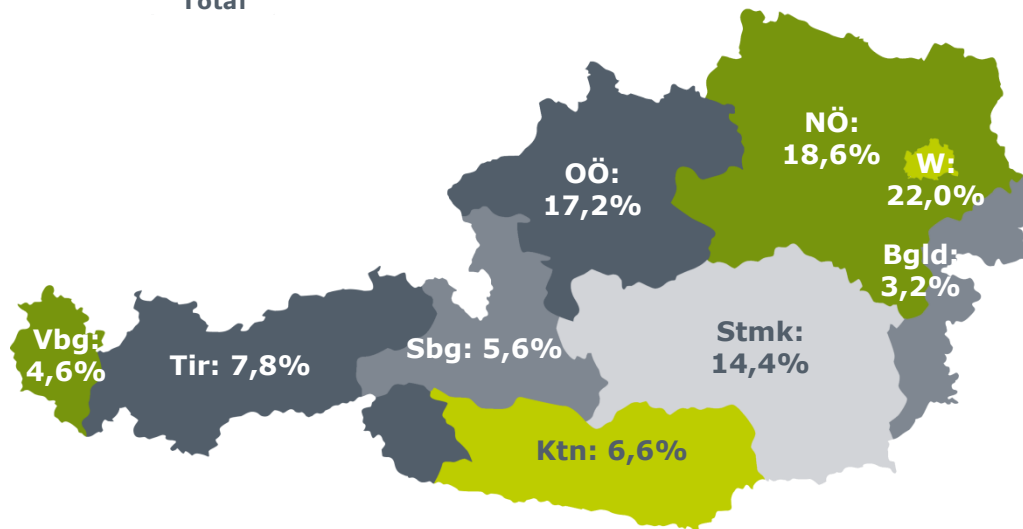 Total
NÖ:
18,6%
W:
22,0%
OÖ:
17,2%
Bgld:
3,2%
Vbg:
4,6%
Tir: 7,8%
Sbg: 5,6%
Stmk:
14,4%
Ktn: 6,6%